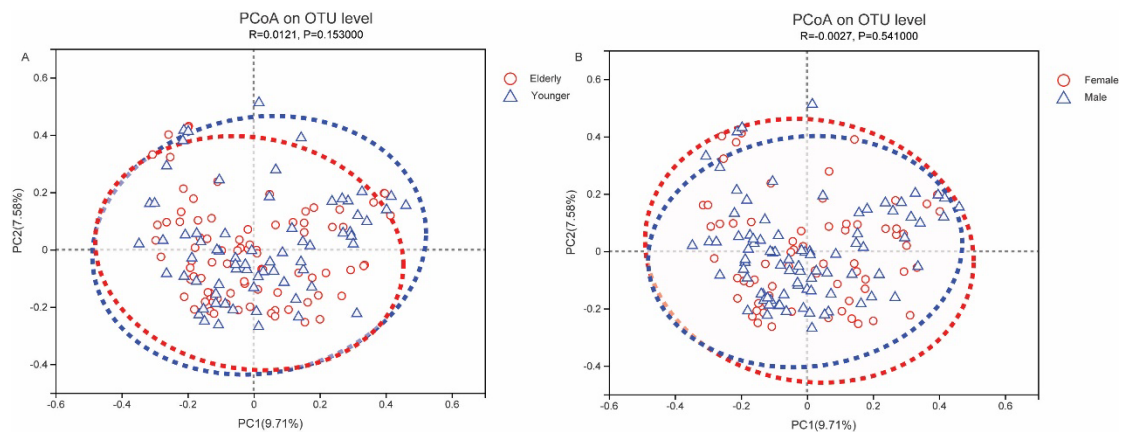 PCoA on OTU level
R=0.0121, P=0.153000
A
Elderly
Younger
0.6
0.4
0.2
0
-0.2
-0.4
PC2(7.58%)
-0.6
-0.4
-0.2
0
0.2
0.4
0.6
PC1(9.71%)
PCoA on OTU level
R=-0.0027, P=0.541000
B
Female
Male
0.6
0.4
0.2
0
-0.2
-0.4
-0.6
PC2(7.58%)
-0.6
-0.4
-0.2
0
0.2
0.4
0.6
PC1(9.71%)